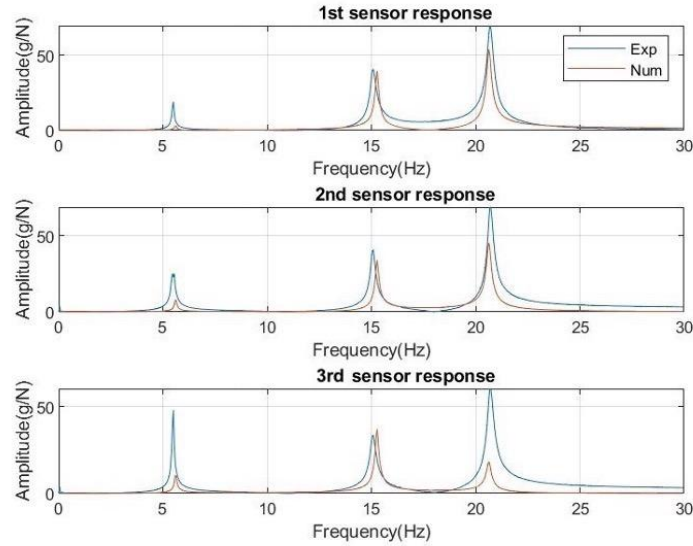 1st sensor response
Amplitude(g/N)
50
0
Exp
Num
0 5 10 15 20 25 30
Frequency(Hz)
2nd sensor response
Amplitude(g/N)
50
0
0 5 10 15 20 25 30
Frequency(Hz)
3rd sensor response
Amplitude(g/N)
50
0
0 5 10 15 20 25 30
Frequency(Hz)